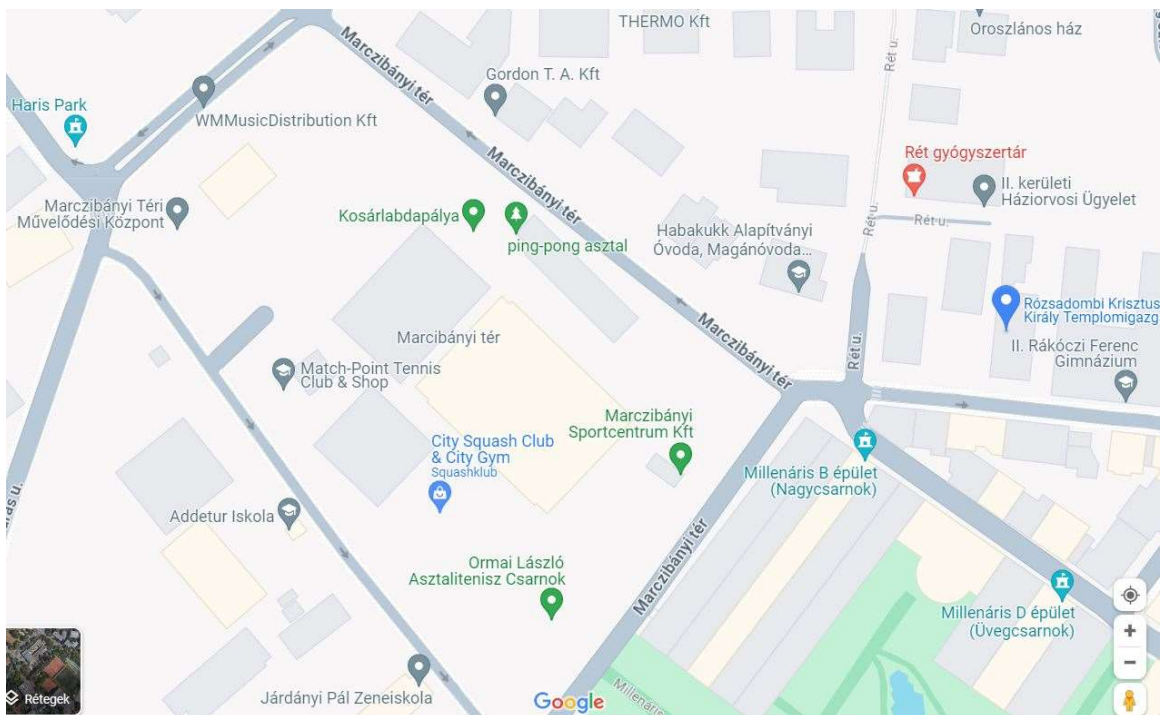 THERMO Kft
Oroszlános ház
Rét u.
Marczibányi tér
Gordon T. A. Kft
Haris Park
WMMusicDistribution Kft
Rét gyógyszertár
Marczibányi tér
II. kerületi
Háziorvosi Ügyelet
Marczibányi Téri
Művelődési Központ
Kosárlabdapálya
ping-pong asztal
Habakukk Alapítványi
Óvoda, Magánóvoda...
Rét u.
Rét u.
Rózsadombi Krisztus
Király Templomigazg
Marcibányi tér
Marczibányi tér
Rét u.
II. Rákóczi Ferenc
Gimnázium
Match-Point Tennis
Club & Shop
Marczibányi
Sportcentrum Kft
City Squash Club
& City Gym
Squashklub
Millenáris B épület
(Nagycsarnok)
ras u.
Addetur Iskola
Marczibányi tér
Ormai László
Asztalitenisz Csarnok
Millenáris D épület
(Üvegcsarnok)
Járdányi Pál Zeneiskola
Rétegek
Google
Millenáris